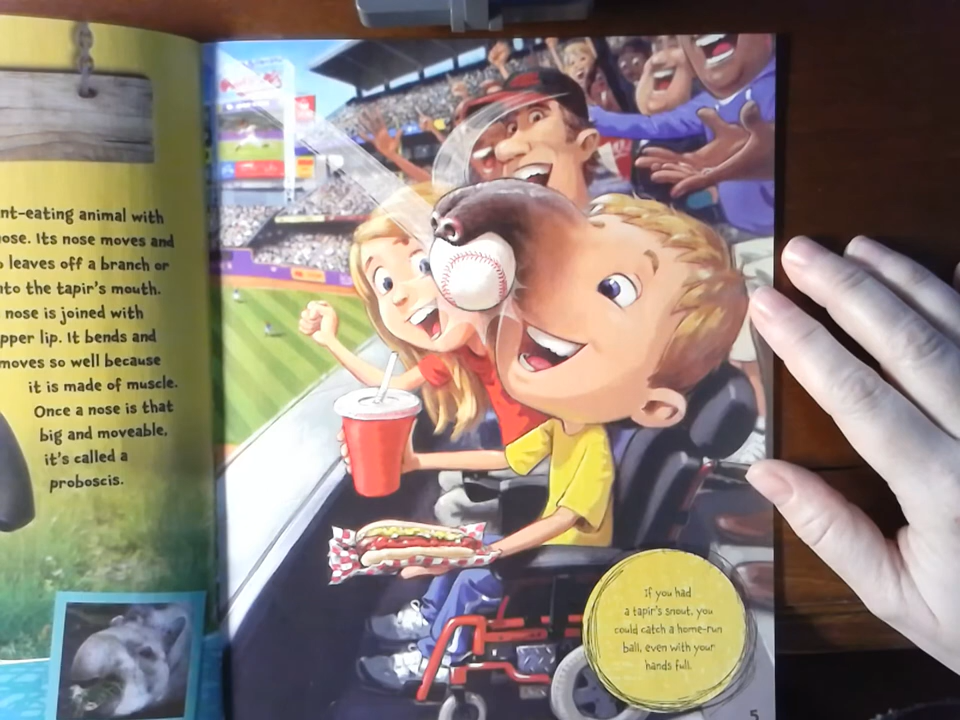 nt-eating animal with
ose. Its nose moves and
leaves off a branch or
nto the tapir's mouth.
nose is joined with
pper lip. It bends and
moves so well because
it is made of muscle.
Once a nose is that
big and moveable,
it's called a
proboscis.
If you had
a tapir's snout, you
could catch a home-run
ball, even with your
hands full.
5